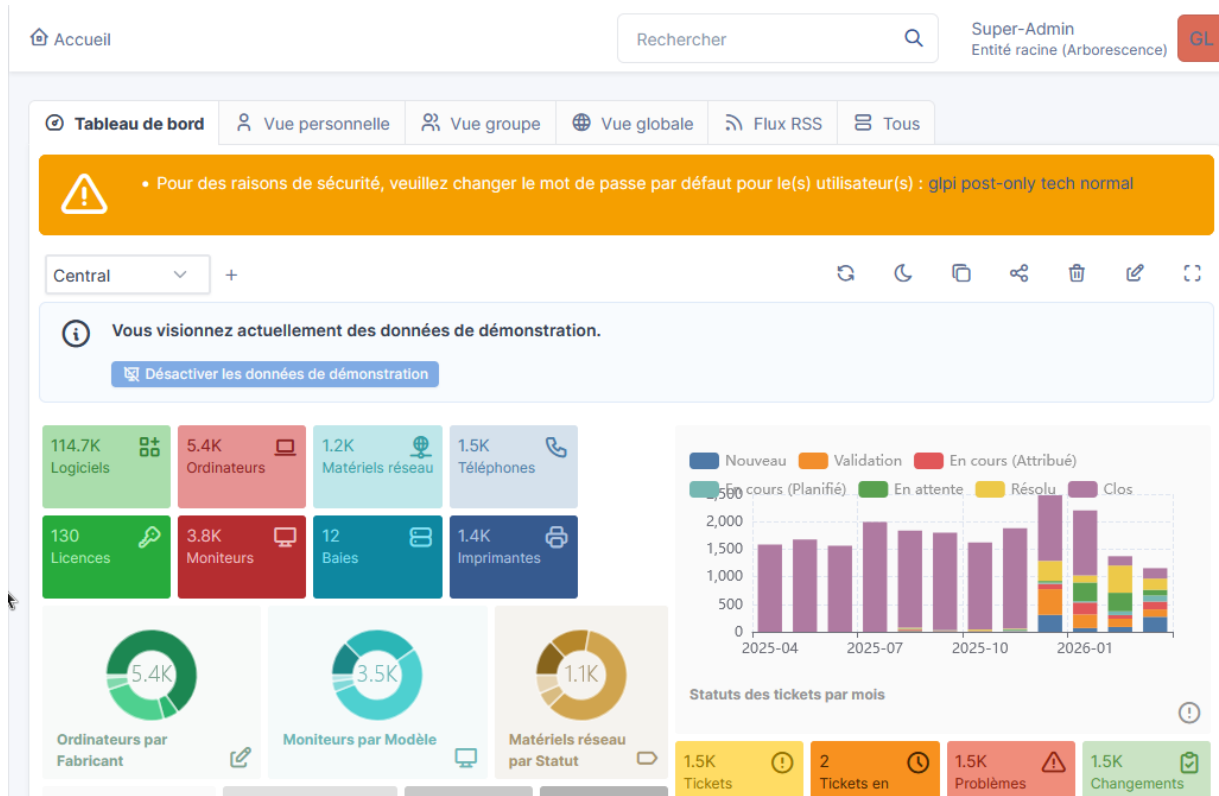 Accueil
Rechercher
Super-Admin
Entité racine (Arborescence)
GL
Tableau de bord
Vue personnelle
Vue groupe
Vue globale
Flux RSS
Tous
• Pour des raisons de sécurité, veuillez changer le mot de passe par défaut pour le(s) utilisateur(s) : glpi post-only tech normal
Central
+
Vous visionnez actuellement des données de démonstration.
Désactiver les données de démonstration
114.7K
Logiciels
5.4K
Ordinateurs
1.2K
Matériels réseau
1.5K
Téléphones
130
Licences
3.8K
Moniteurs
12
Baies
1.4K
Imprimantes
5.4K
Ordinateurs par
Fabricant
3.5K
Moniteurs par Modèle
1.1K
Matériels réseau
par Statut
Nouveau
Validation
En cours (Attribué)
En cours (Planifié)
En attente
Résolu
Clos
2,500
2,000
1,500
1,000
500
0
2025-04
2025-07
2025-10
2026-01
Statuts des tickets par mois
1.5K
Tickets
2
Tickets en
1.5K
Problèmes
1.5K
Changements